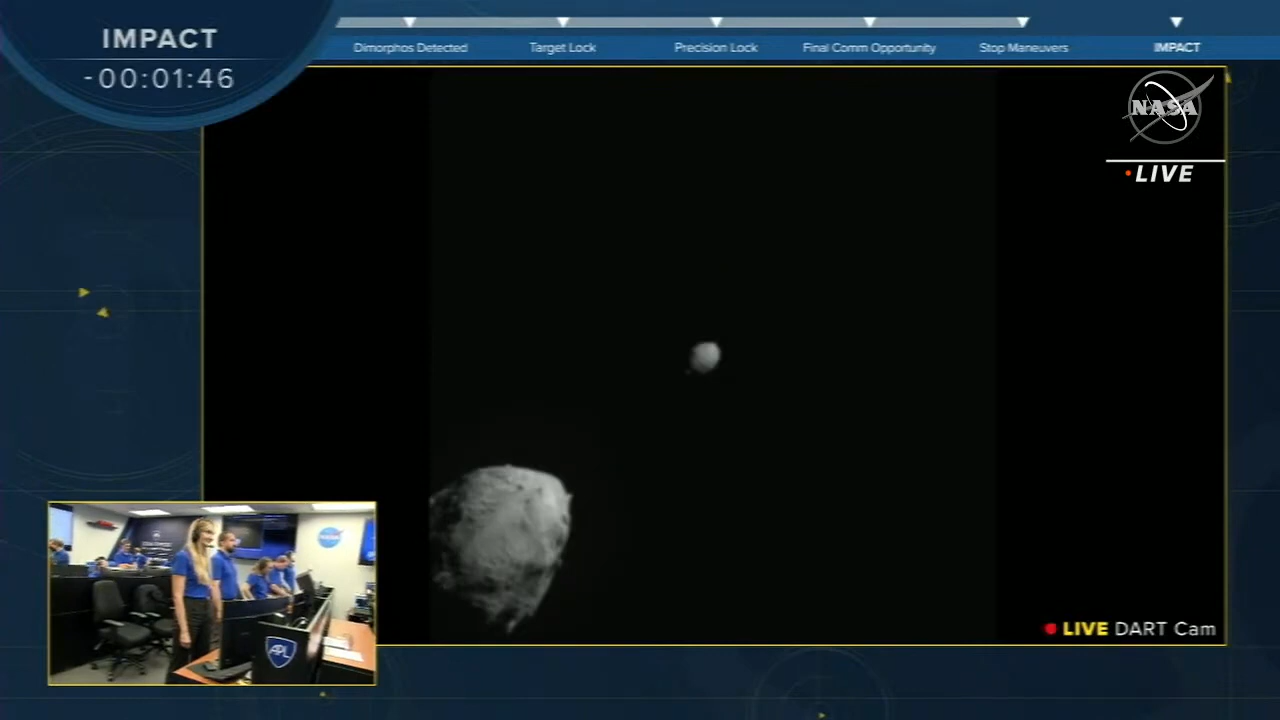 IMPACT
-00:01:46
Dimorphos Detected
Target Lock
Precision Lock
Final Comm Opportunity
Stop Maneuvers
IMPACT
NASA
LIVE
NASA
APL
LIVE DART Cam